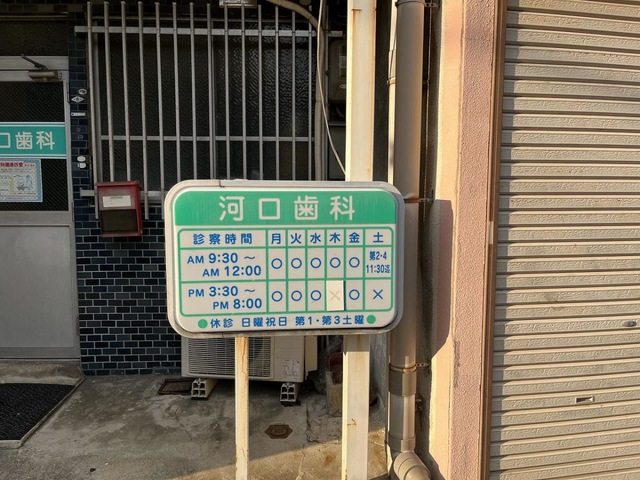 河口歯科
診察時間 月 火 水 木 金 土
AM 9:30 ～ AM 12:00 ○ ○ ○ ○ ○ 第2・4 11:30迄
PM 3:30 ～ PM 8:00 ○ ○ ○ × ○ ×
●休診 日曜祝日 第1・第3土曜●
口歯科